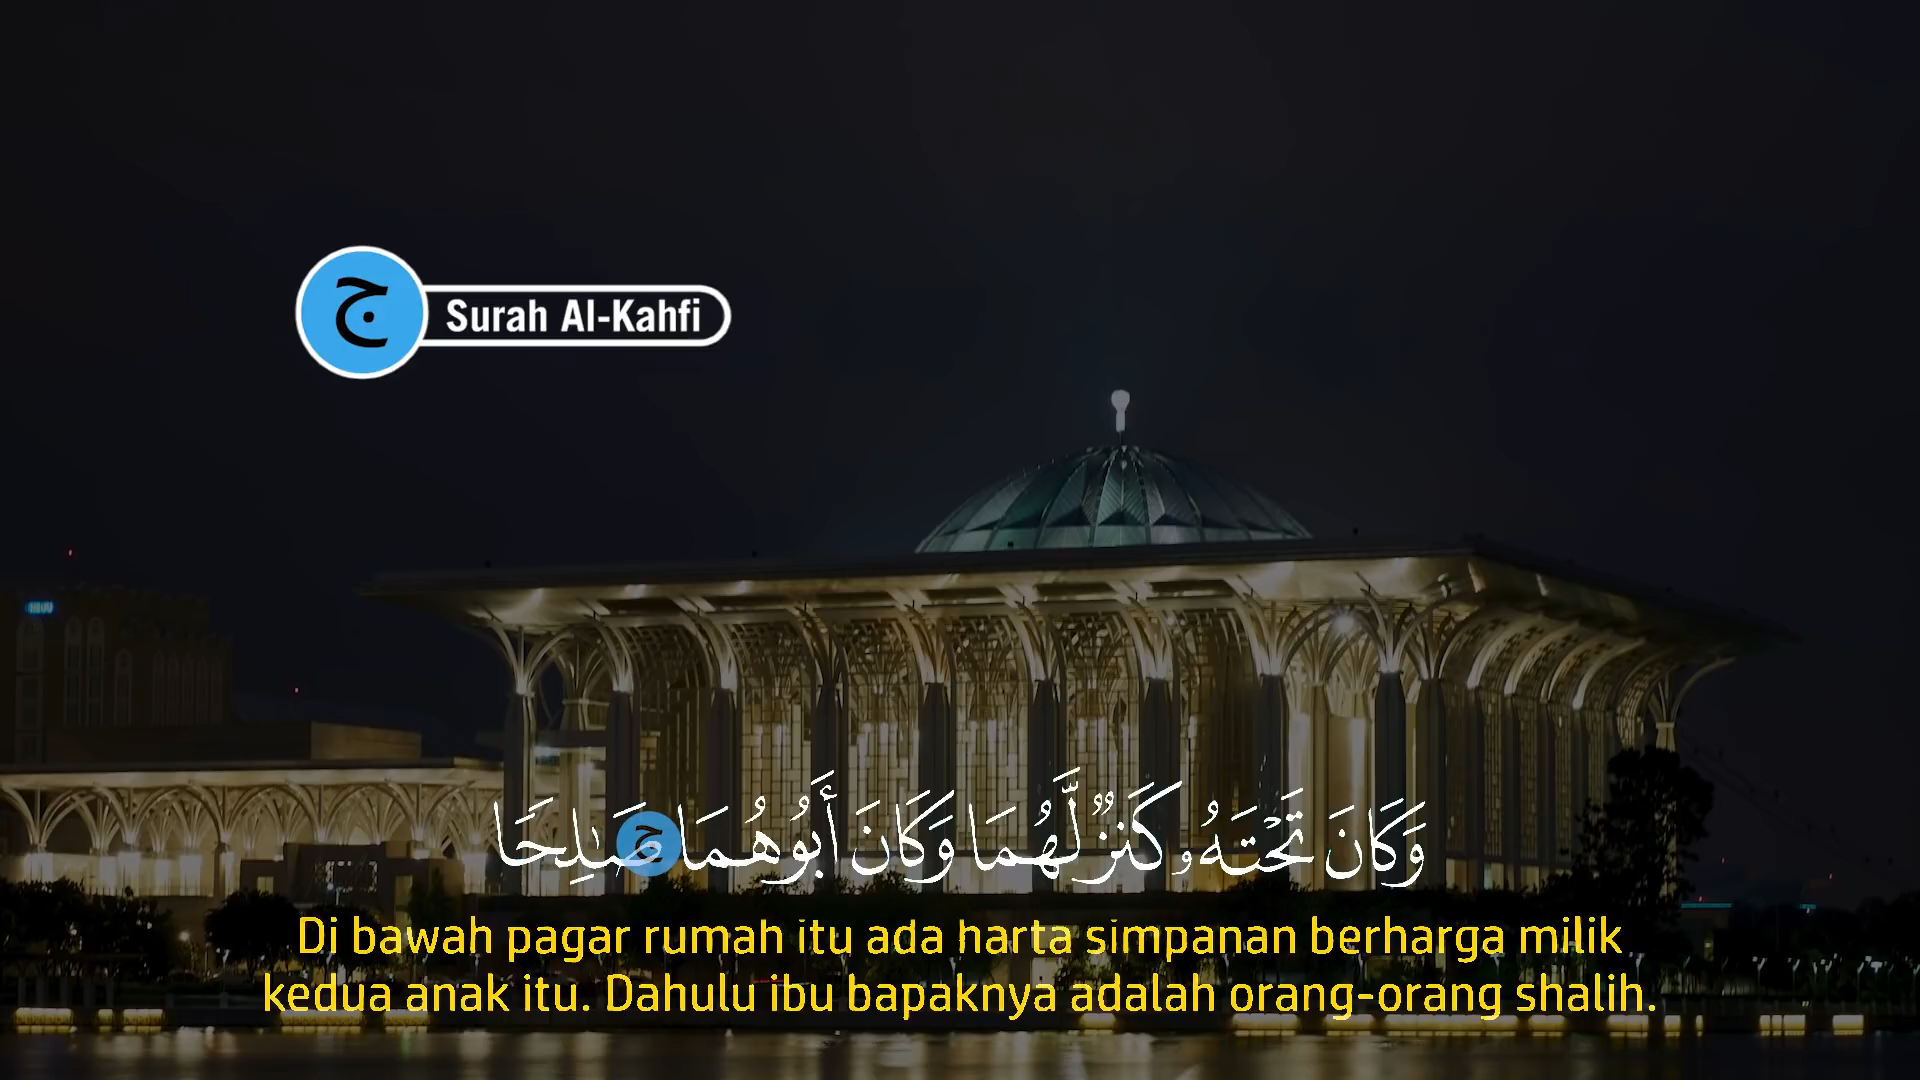 ج
Surah Al-Kahfi
وَكَانَ تَحْتَهُۥ كَنزٌ لَّهُمَا وَكَانَ أَبُوهُمَا صَـٰلِحًا
ج
Di bawah pagar rumah itu ada harta simpanan berharga milik
kedua anak itu. Dahulu ibu bapaknya adalah orang-orang shalih.